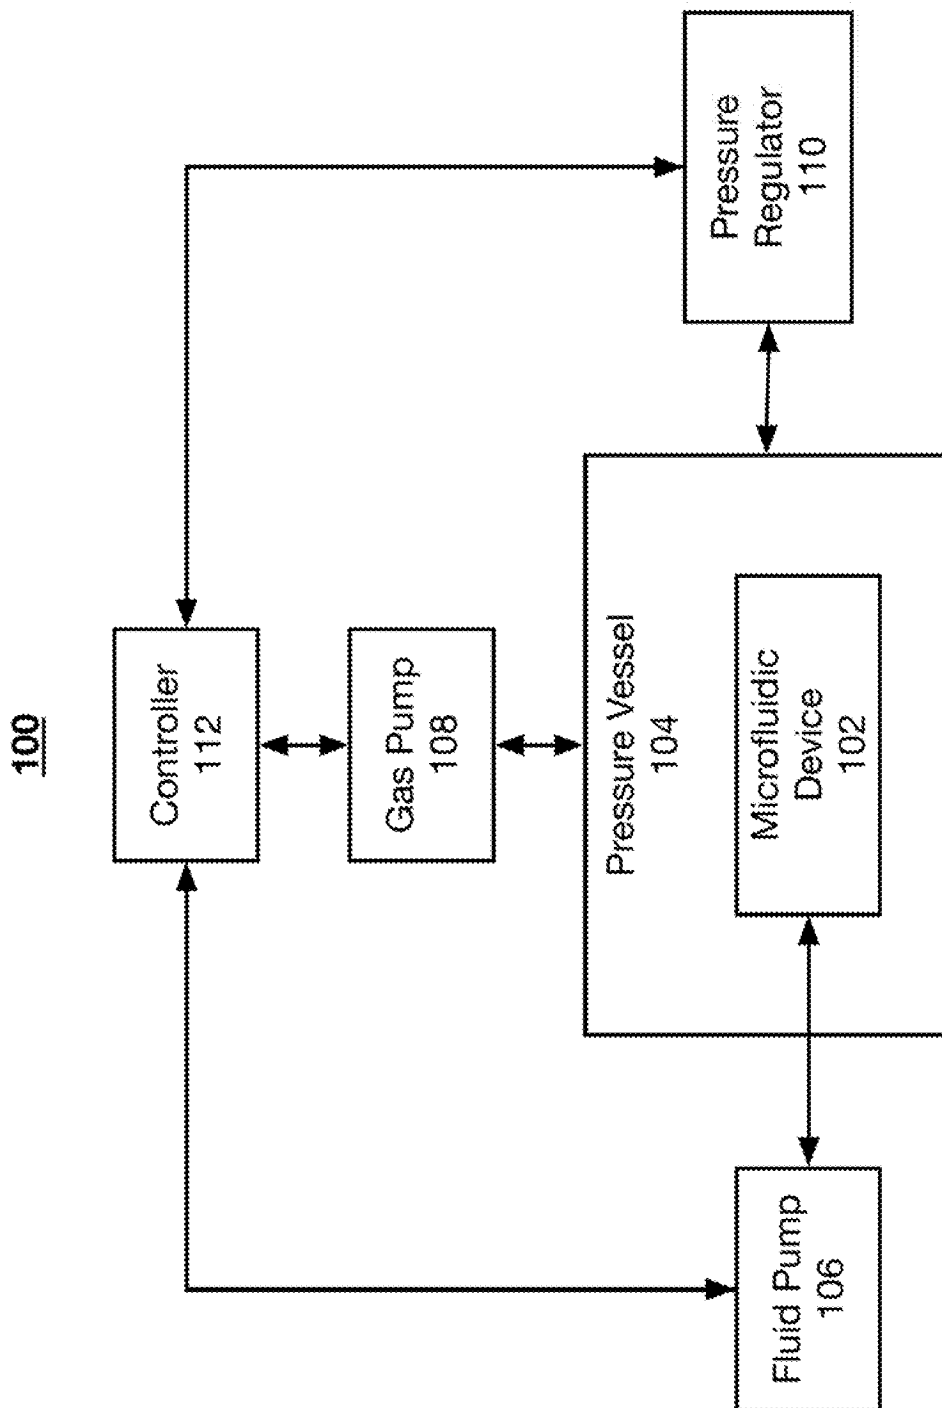 100
Controller
112
Gas Pump
108
Pressure Vessel
104
Microfluidic
Device
102
Fluid Pump
106
Pressure
Regulator
110